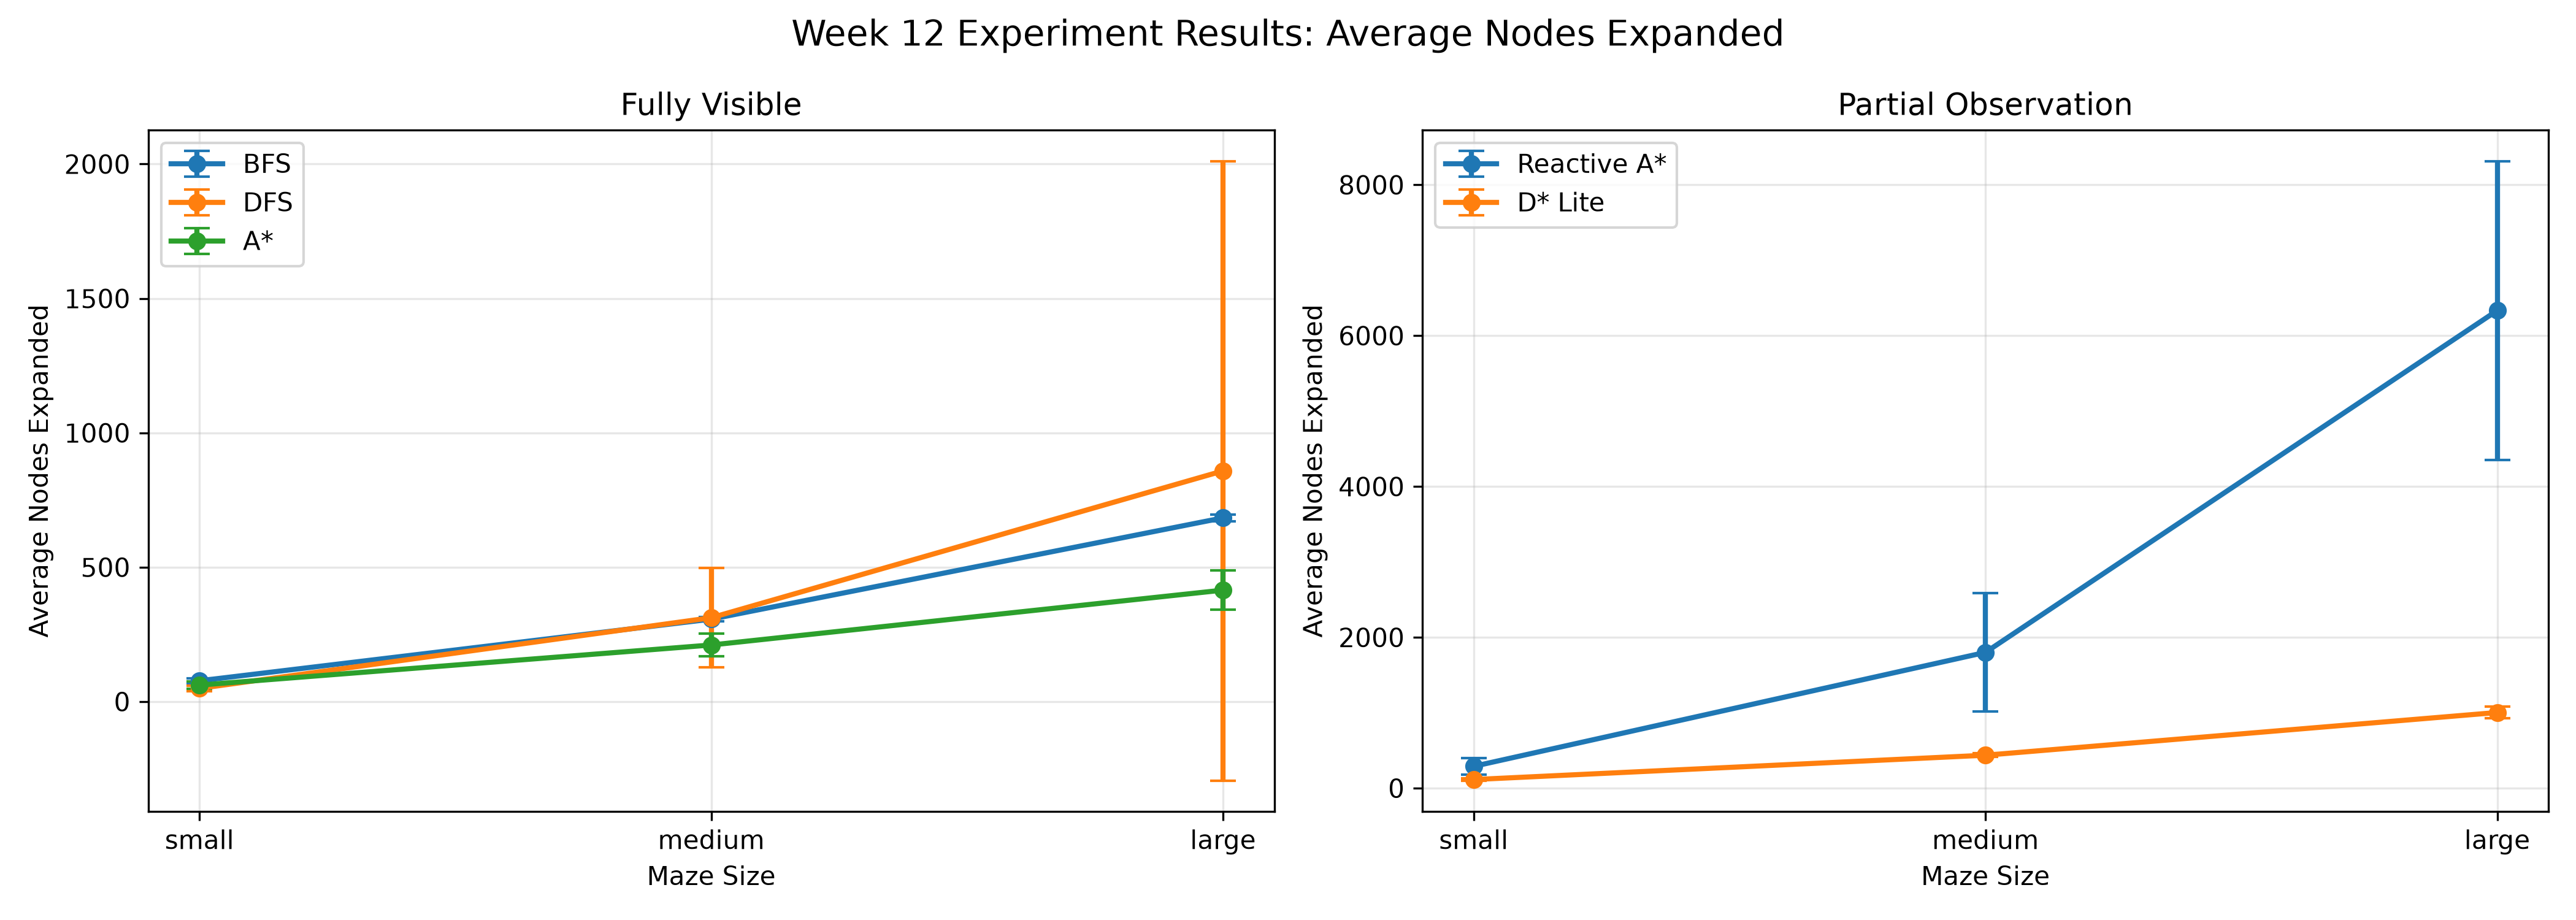 Week 12 Experiment Results: Average Nodes Expanded
Fully Visible
BFS
DFS
A*
2000
1500
1000
500
0
Average Nodes Expanded
small
medium
large
Maze Size
Partial Observation
Reactive A*
D* Lite
8000
6000
4000
2000
0
Average Nodes Expanded
small
medium
large
Maze Size